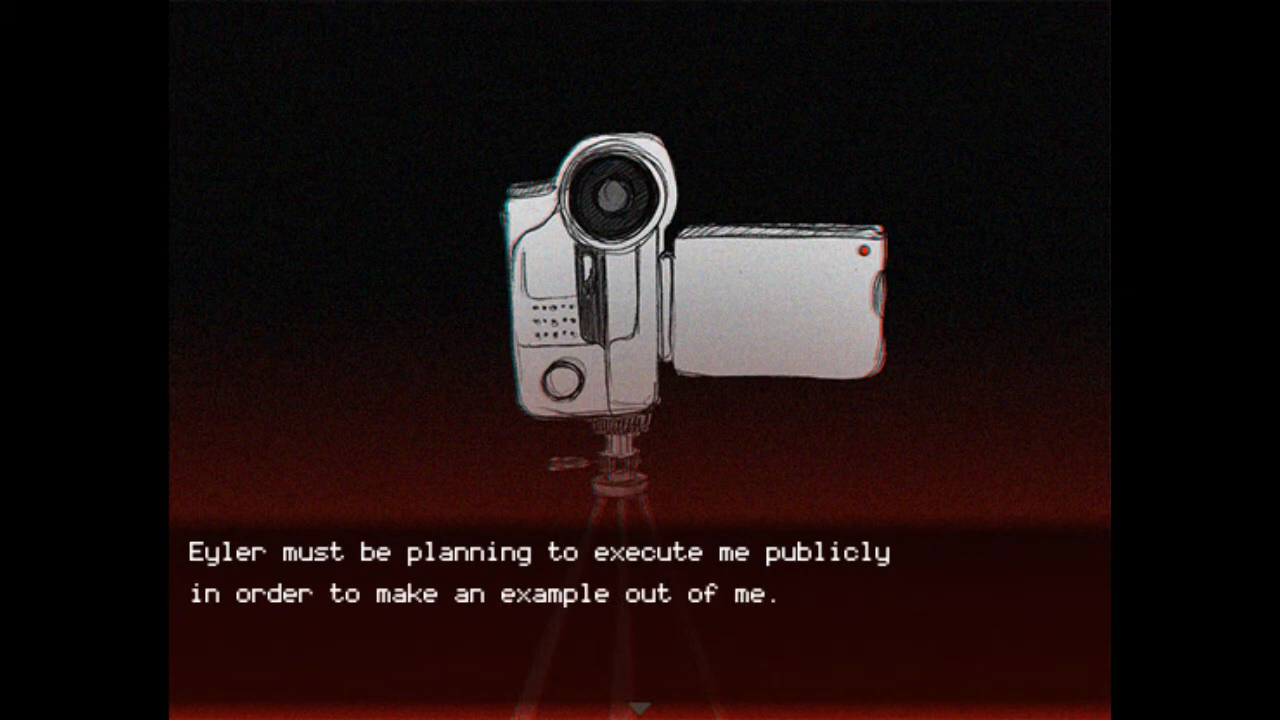 Eyler must be planning to execute me publicly
in order to make an example out of me.